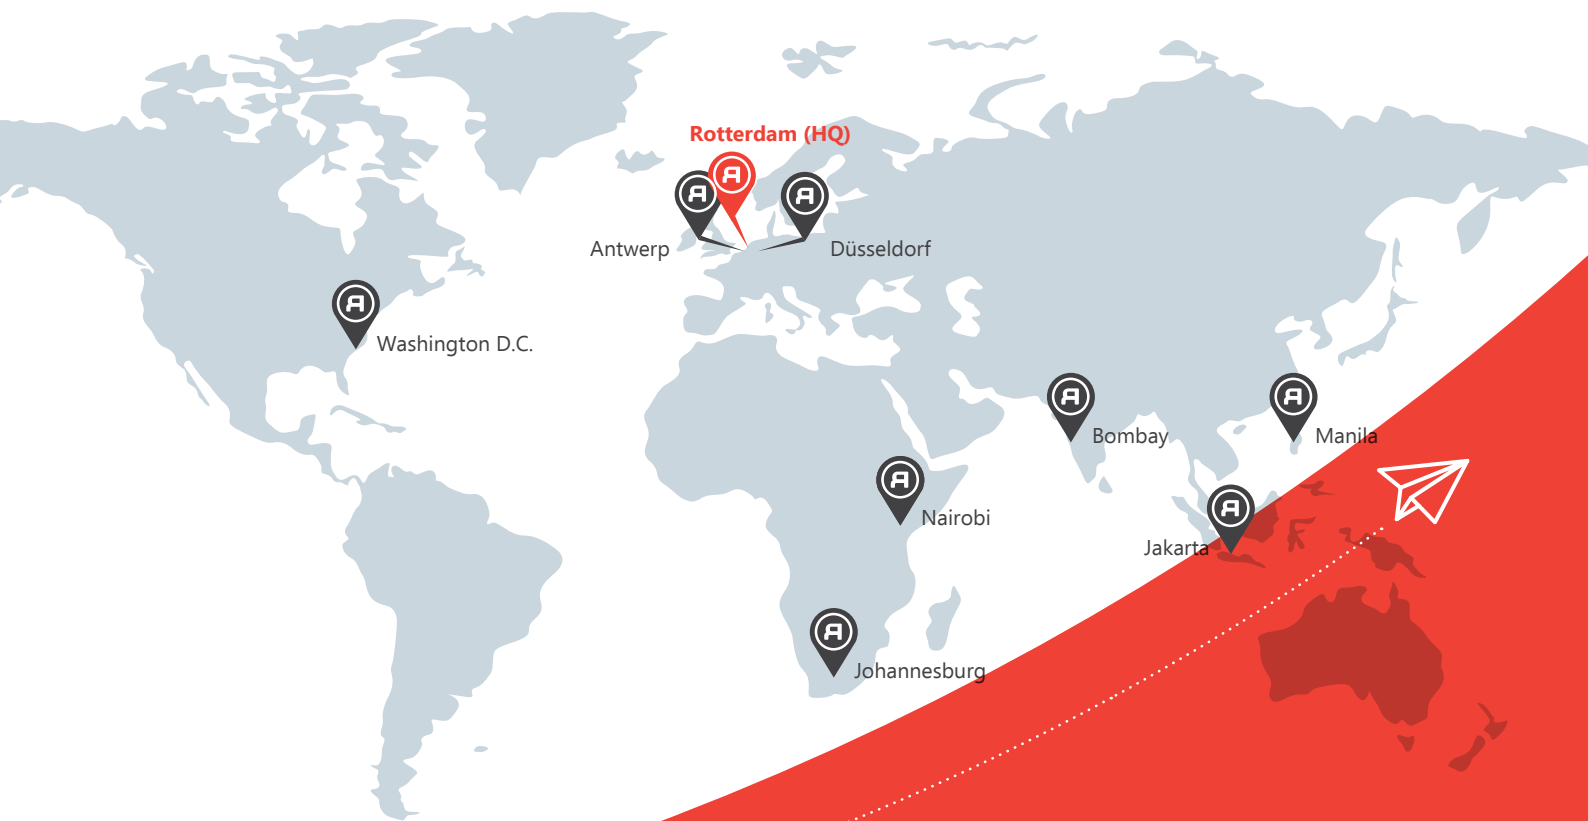 Rotterdam (HQ)
Antwerp
Düsseldorf
Washington D.C.
Bombay
Manila
Nairobi
Jakarta
Johannesburg